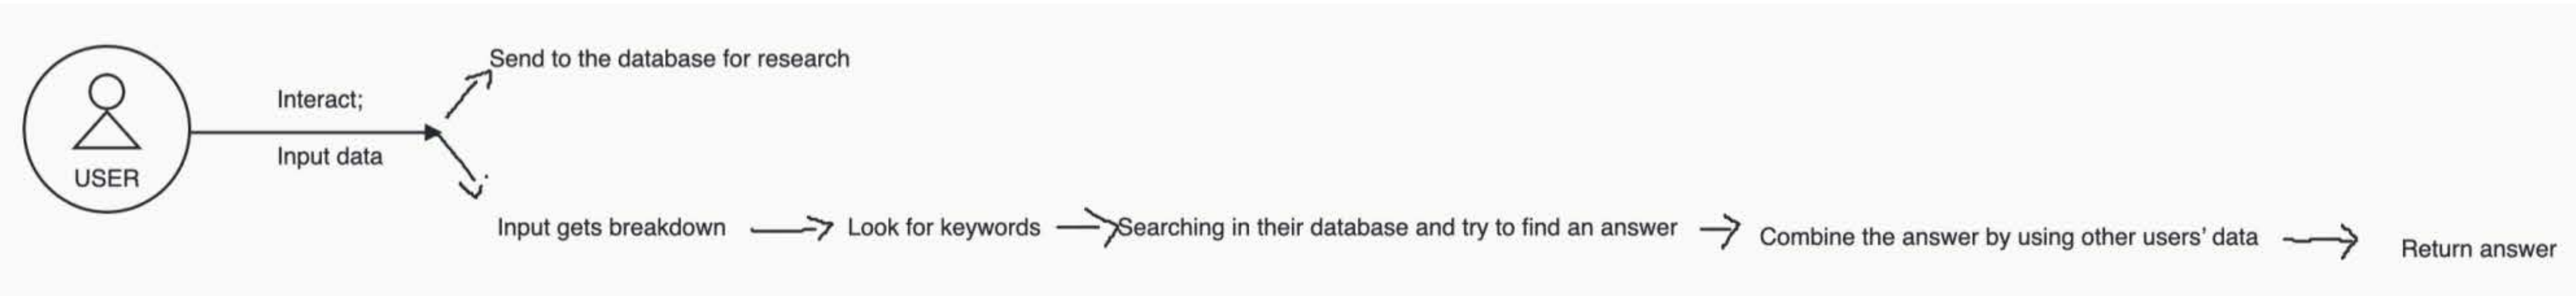 Send to the database for research
Interact;
Input data
USER
Input gets breakdown
Look for keywords
Searching in their database and try to find an answer
Combine the answer by using other users’ data
Return answer